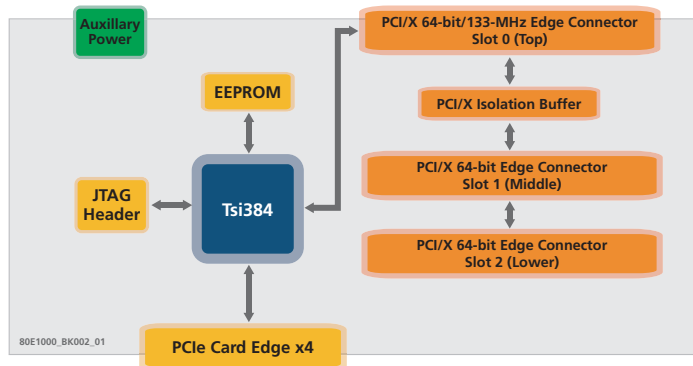 Auxillary
Power
PCI/X 64-bit/133-MHz Edge Connector
Slot 0 (Top)
EEPROM
PCI/X Isolation Buffer
JTAG
Header
Tsi384
PCI/X 64-bit Edge Connector
Slot 1 (Middle)
PCI/X 64-bit Edge Connector
Slot 2 (Lower)
80E1000_BK002_01
PCIe Card Edge x4